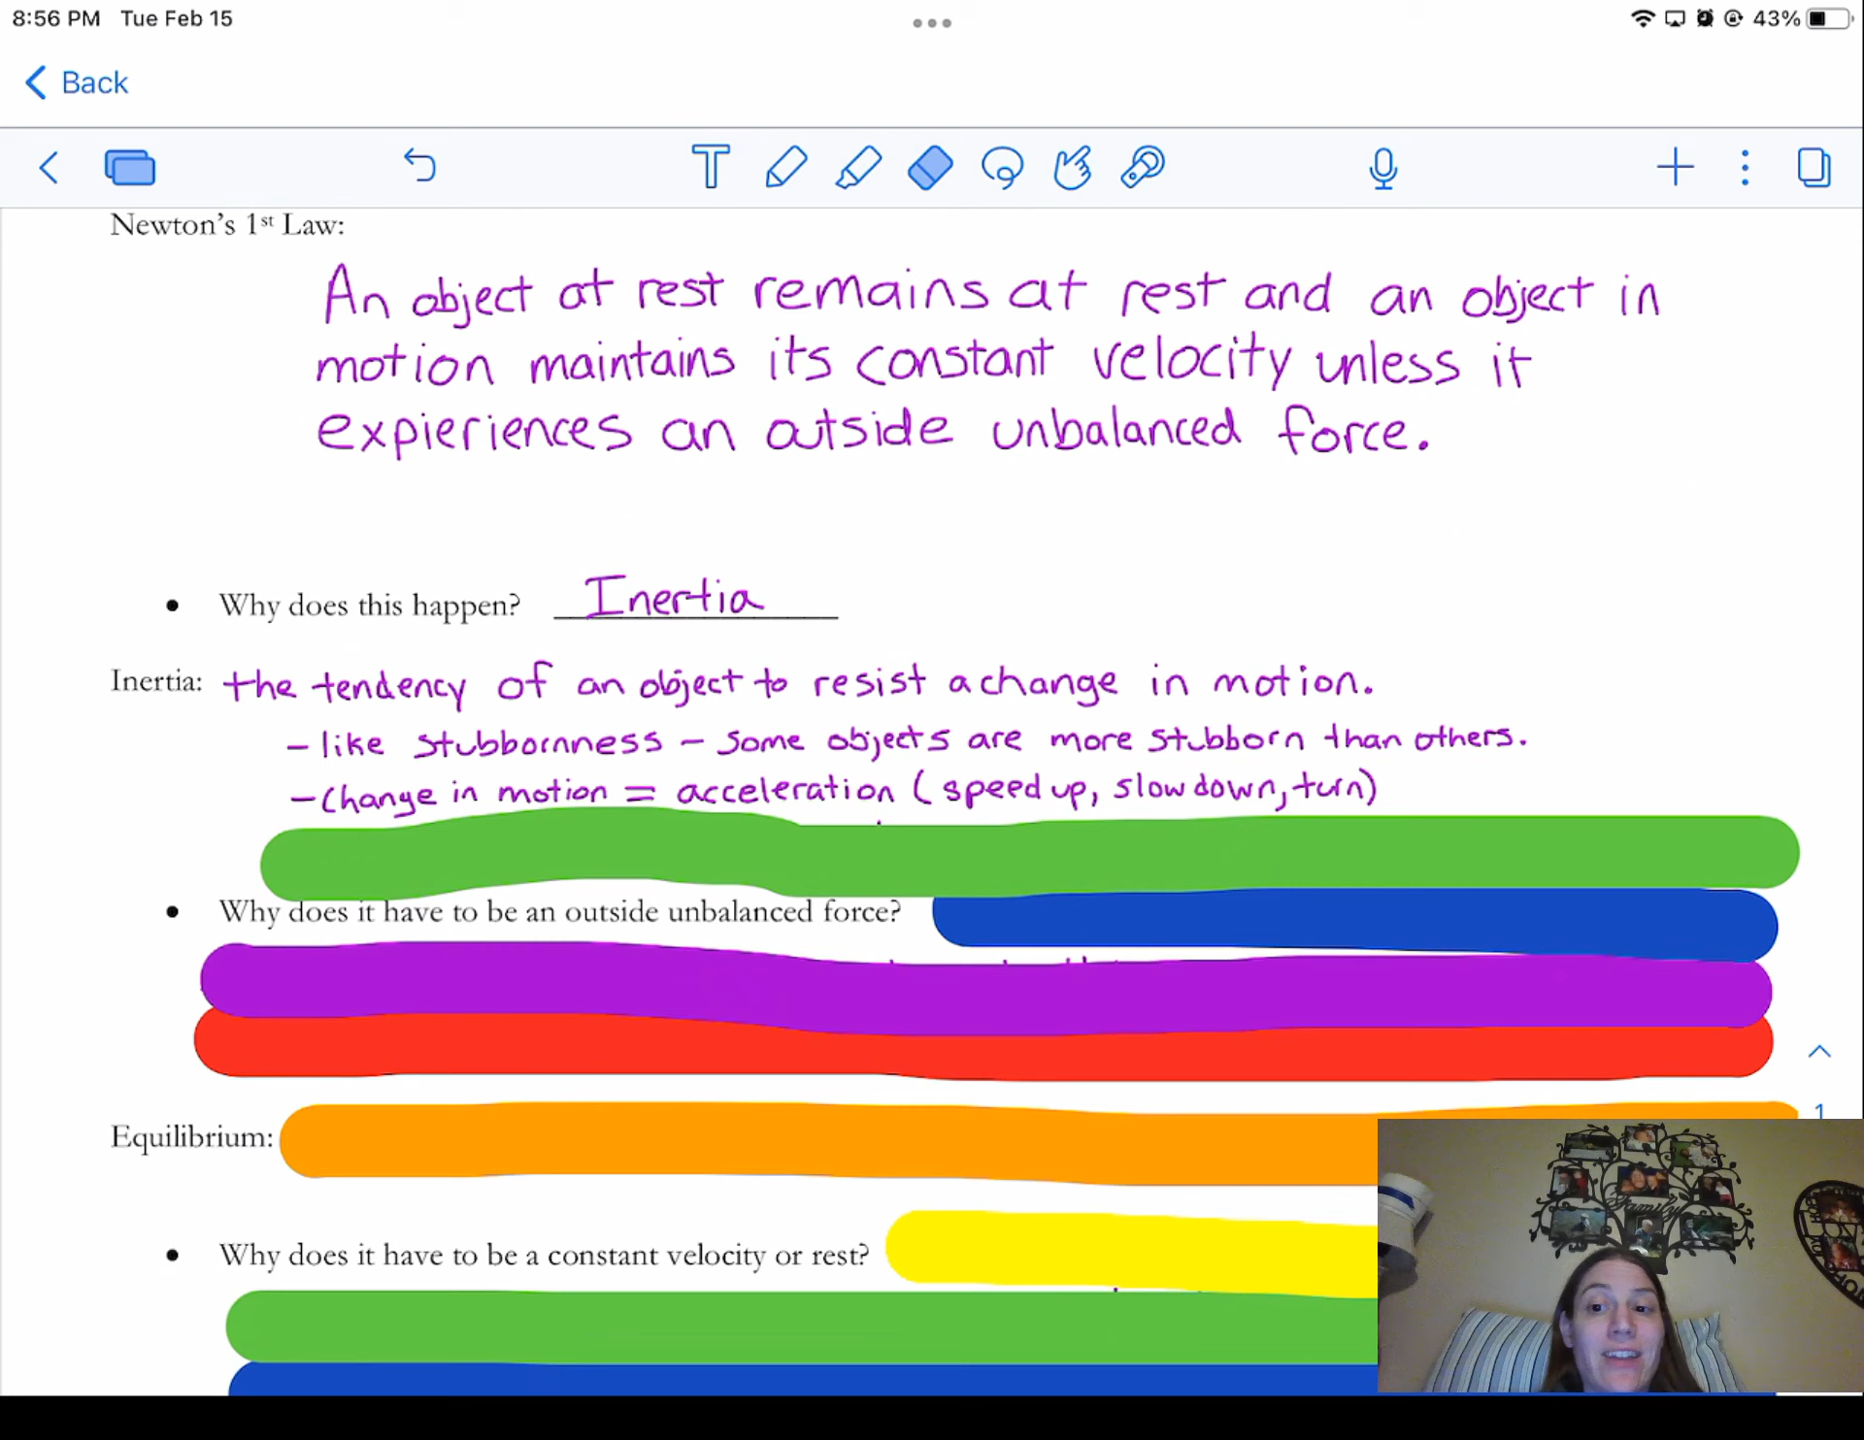 8:56 PM Tue Feb 15
43%
Back
T
Newton's 1st Law:
An object at rest remains at rest and an object in
motion maintains its constant velocity unless it
expieriences an outside unbalanced force.
• Why does this happen? Inertia
Inertia: the tendency of an object to resist a change in motion.
- like stubbornness - some objects are more stubborn than others.
- change in motion = acceleration (speed up, slow down, turn)
• Why does it have to be an outside unbalanced force?
Equilibrium:
1
• Why does it have to be a constant velocity or rest?
Family